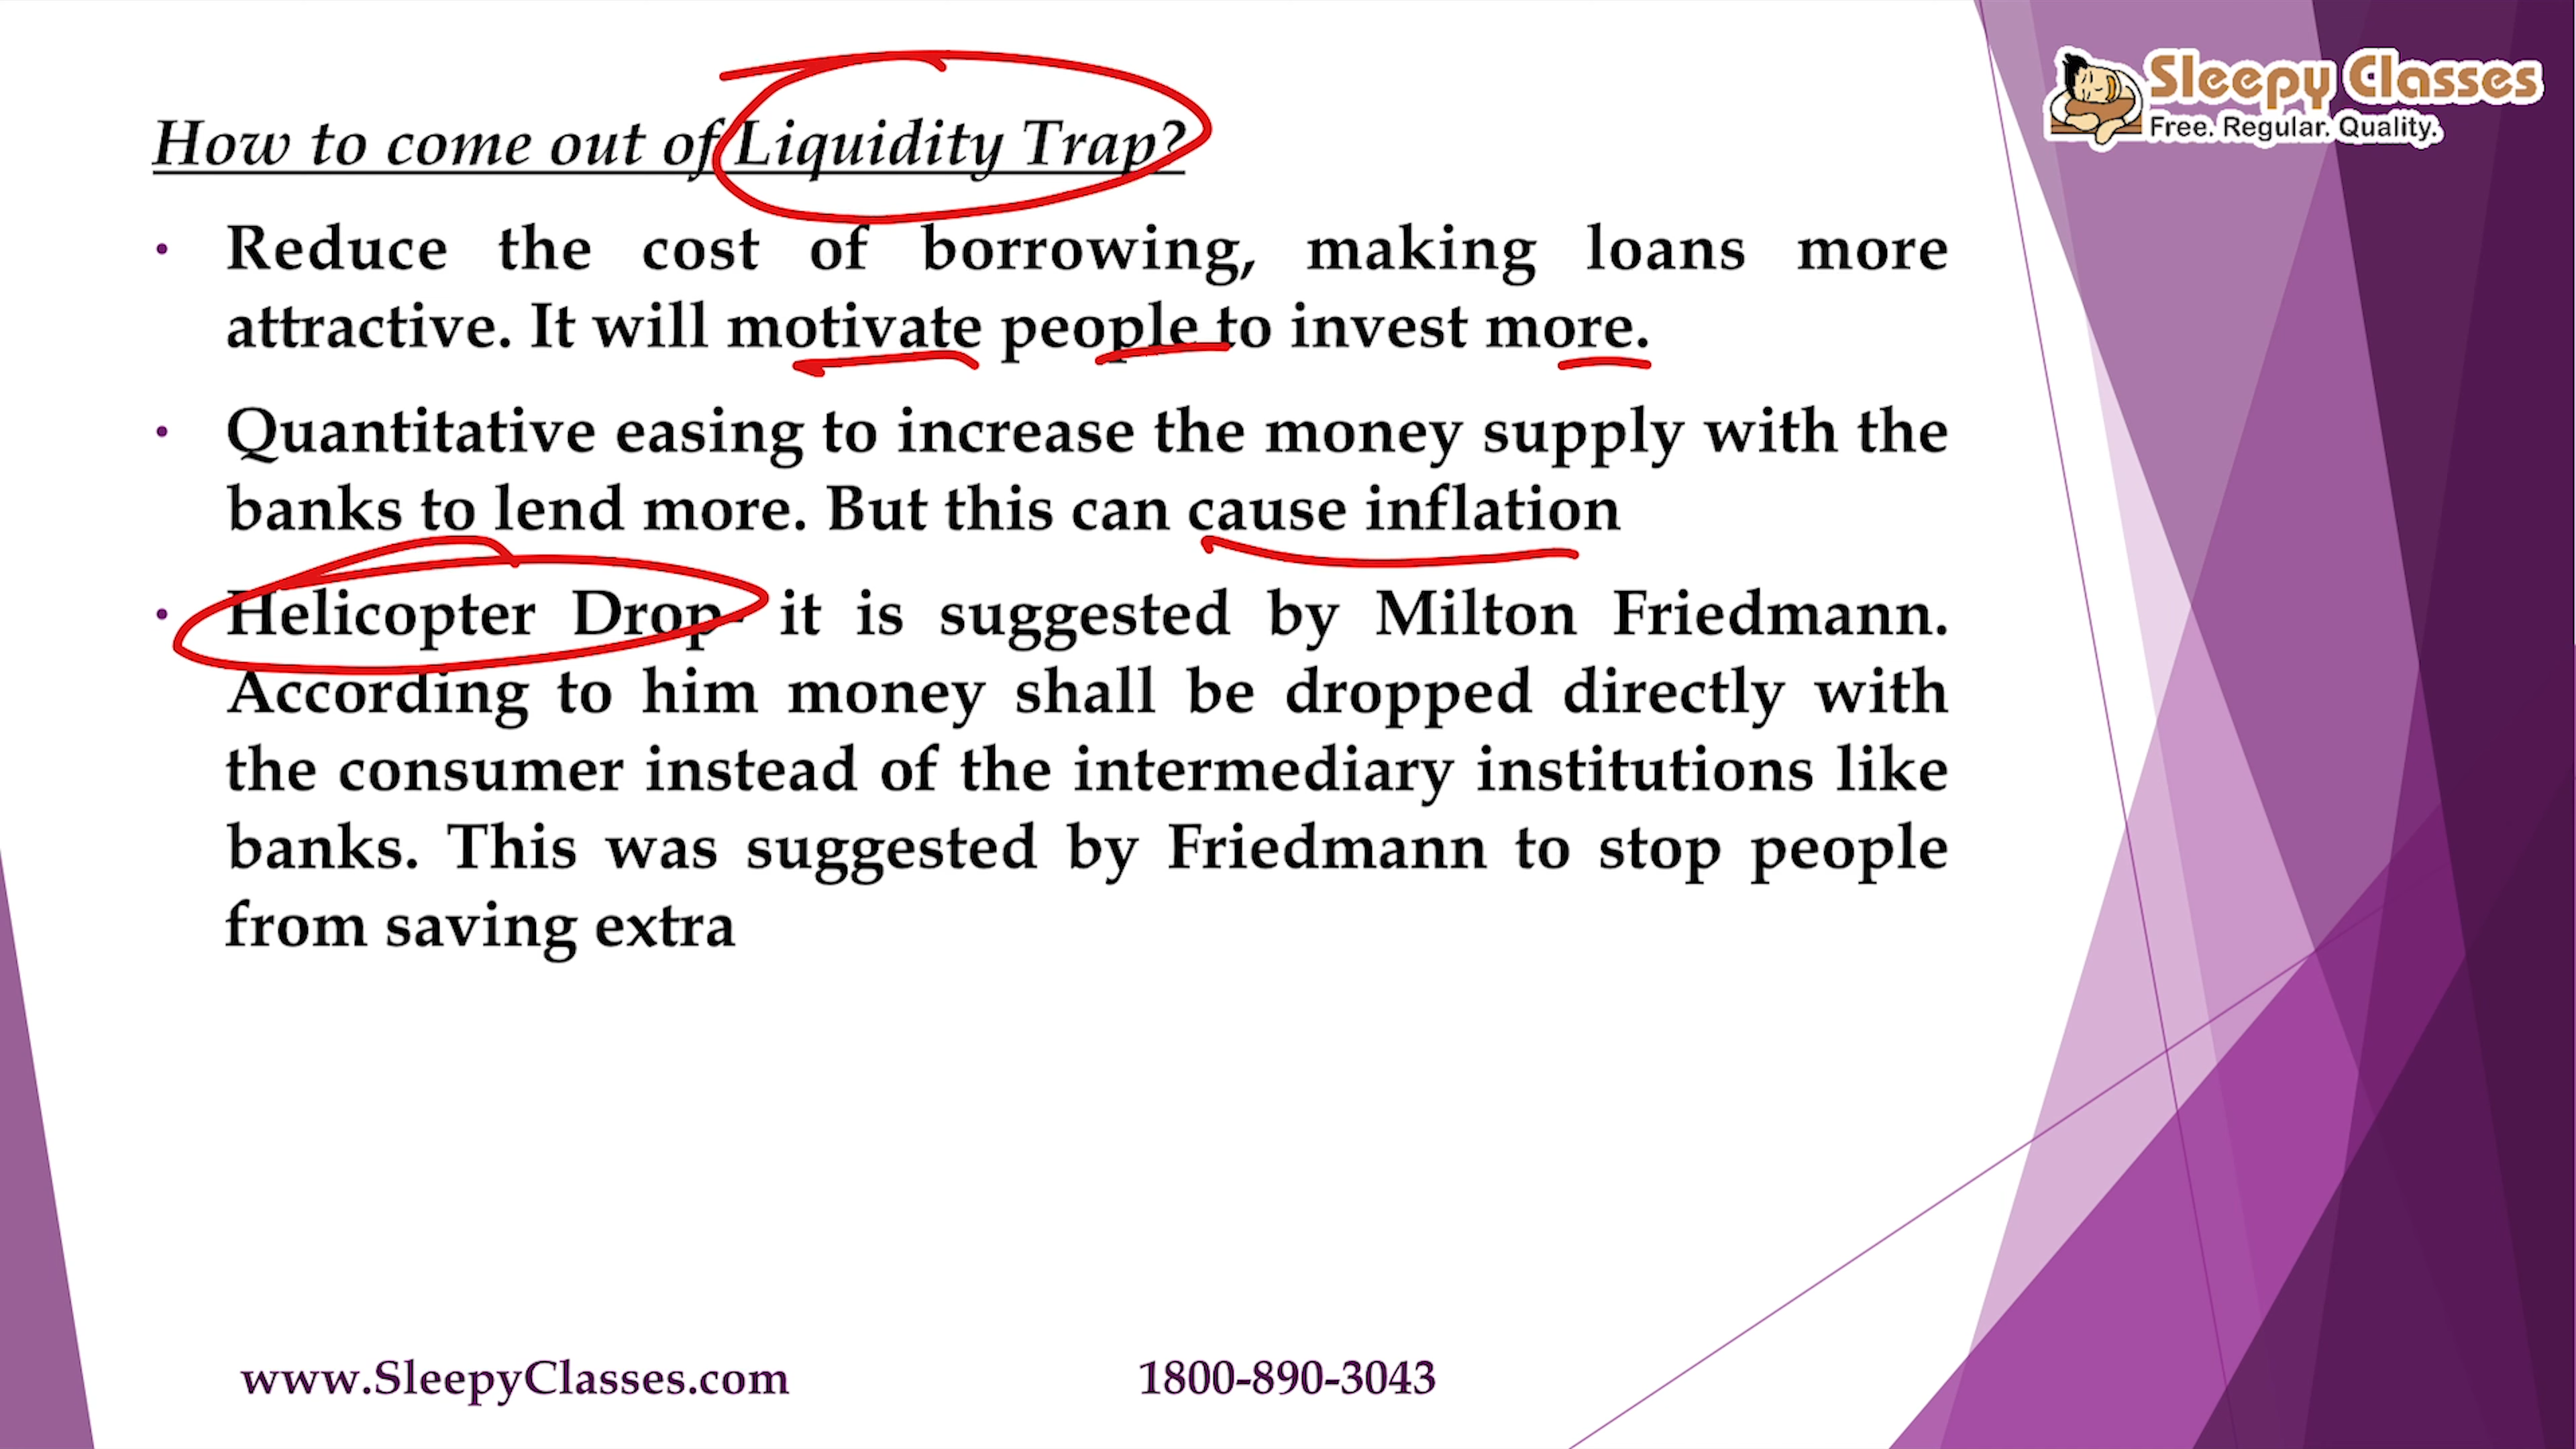 Sleepy Classes
Free. Regular. Quality.
How to come out of Liquidity Trap?
• Reduce the cost of borrowing, making loans more
attractive. It will motivate people to invest more.
• Quantitative easing to increase the money supply with the
banks to lend more. But this can cause inflation
• Helicopter Drop- it is suggested by Milton Friedmann.
According to him money shall be dropped directly with
the consumer instead of the intermediary institutions like
banks. This was suggested by Friedmann to stop people
from saving extra
www.SleepyClasses.com
1800-890-3043